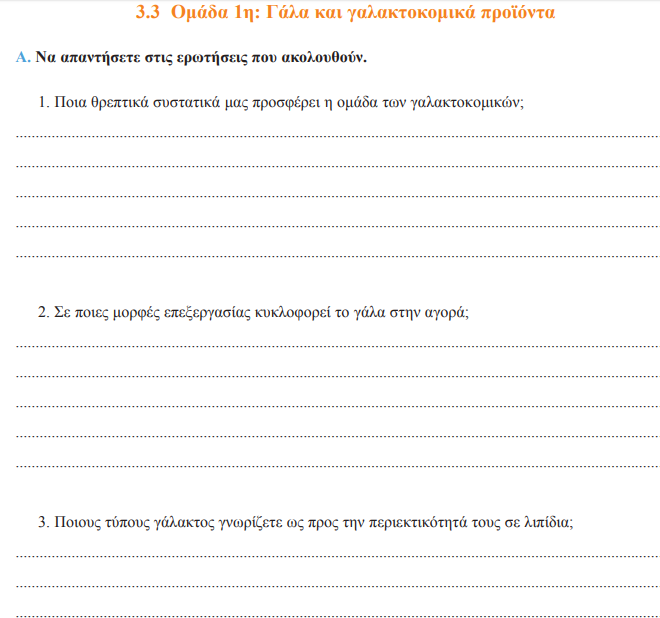 3.3 Ομάδα 1η: Γάλα και γαλακτοκομικά προϊόντα
Α. Να απαντήσετε στις ερωτήσεις που ακολουθούν.
1. Ποια θρεπτικά συστατικά μας προσφέρει η ομάδα των γαλακτοκομικών;
2. Σε ποιες μορφές επεξεργασίας κυκλοφορεί το γάλα στην αγορά;
3. Ποιους τύπους γάλακτος γνωρίζετε ως προς την περιεκτικότητά τους σε λιπίδια;